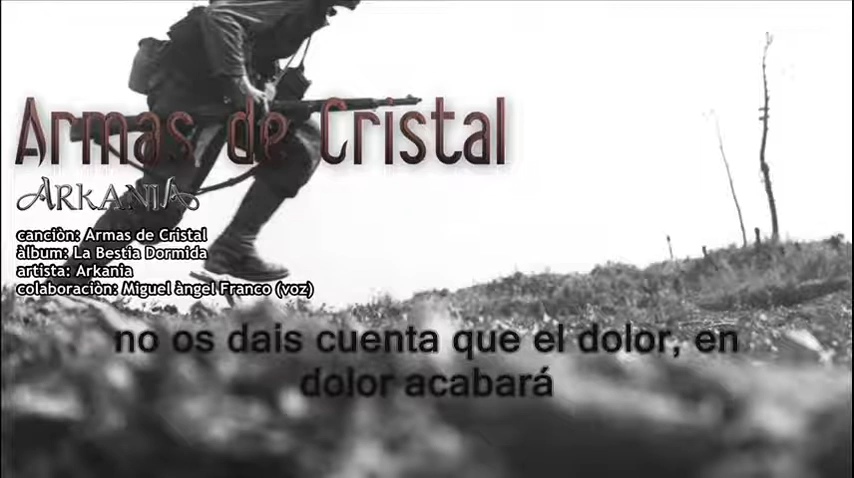 Armas de Cristal
ARKANIA
canciòn: Armas de Cristal
àlbum: La Bestia Dormida
artista: Arkania
colaboraciòn: Miguel àngel Franco (voz)
no os dais cuenta que el dolor, en
dolor acabará